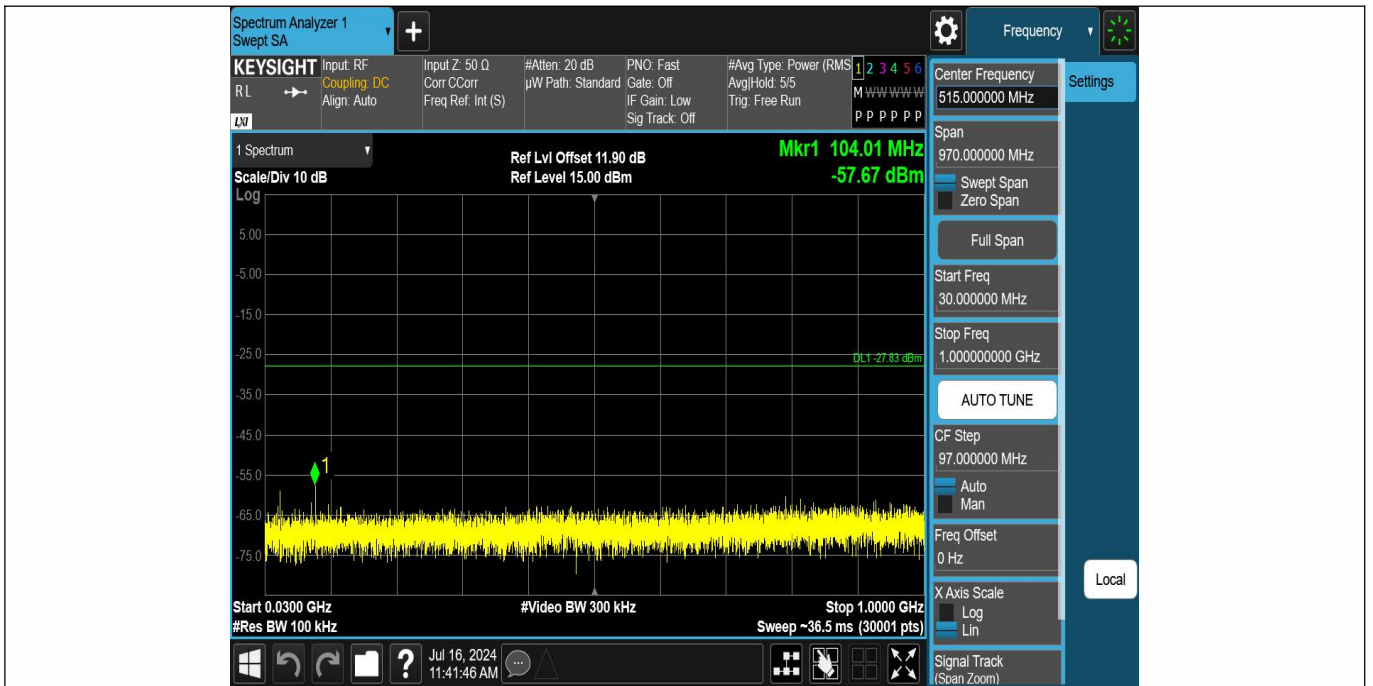 Spectrum Analyzer 1
Swept SA
+
Frequency
KEYSIGHT
RL
LXI
Input: RF
Coupling: DC
Align: Auto
Input Z: 50 Ω
Corr CCorr
Freq Ref: Int (S)
#Atten: 20 dB
µW Path: Standard
PNO: Fast
Gate: Off
IF Gain: Low
Sig Track: Off
#Avg Type: Power (RMS
Avg|Hold: 5/5
Trig: Free Run
1 2 3 4 5 6
M W W W W W
P P P P P P
1 Spectrum
Scale/Div 10 dB
Log
Ref Lvl Offset 11.90 dB
Ref Level 15.00 dBm
Mkr1 104.01 MHz
-57.67 dBm
5.00
-5.00
-15.0
-25.0
DL1 -27.83 dBm
-35.0
-45.0
1
-55.0
-65.0
-75.0
Start 0.0300 GHz
#Video BW 300 kHz
Stop 1.0000 GHz
#Res BW 100 kHz
Sweep ~36.5 ms (30001 pts)
?
Jul 16, 2024
11:41:46 AM
Center Frequency
515.000000 MHz
Settings
Span
970.000000 MHz
Swept Span
Zero Span
Full Span
Start Freq
30.000000 MHz
Stop Freq
1.000000000 GHz
AUTO TUNE
CF Step
97.000000 MHz
Auto
Man
Freq Offset
0 Hz
Local
X Axis Scale
Log
Lin
Signal Track
(Span Zoom)